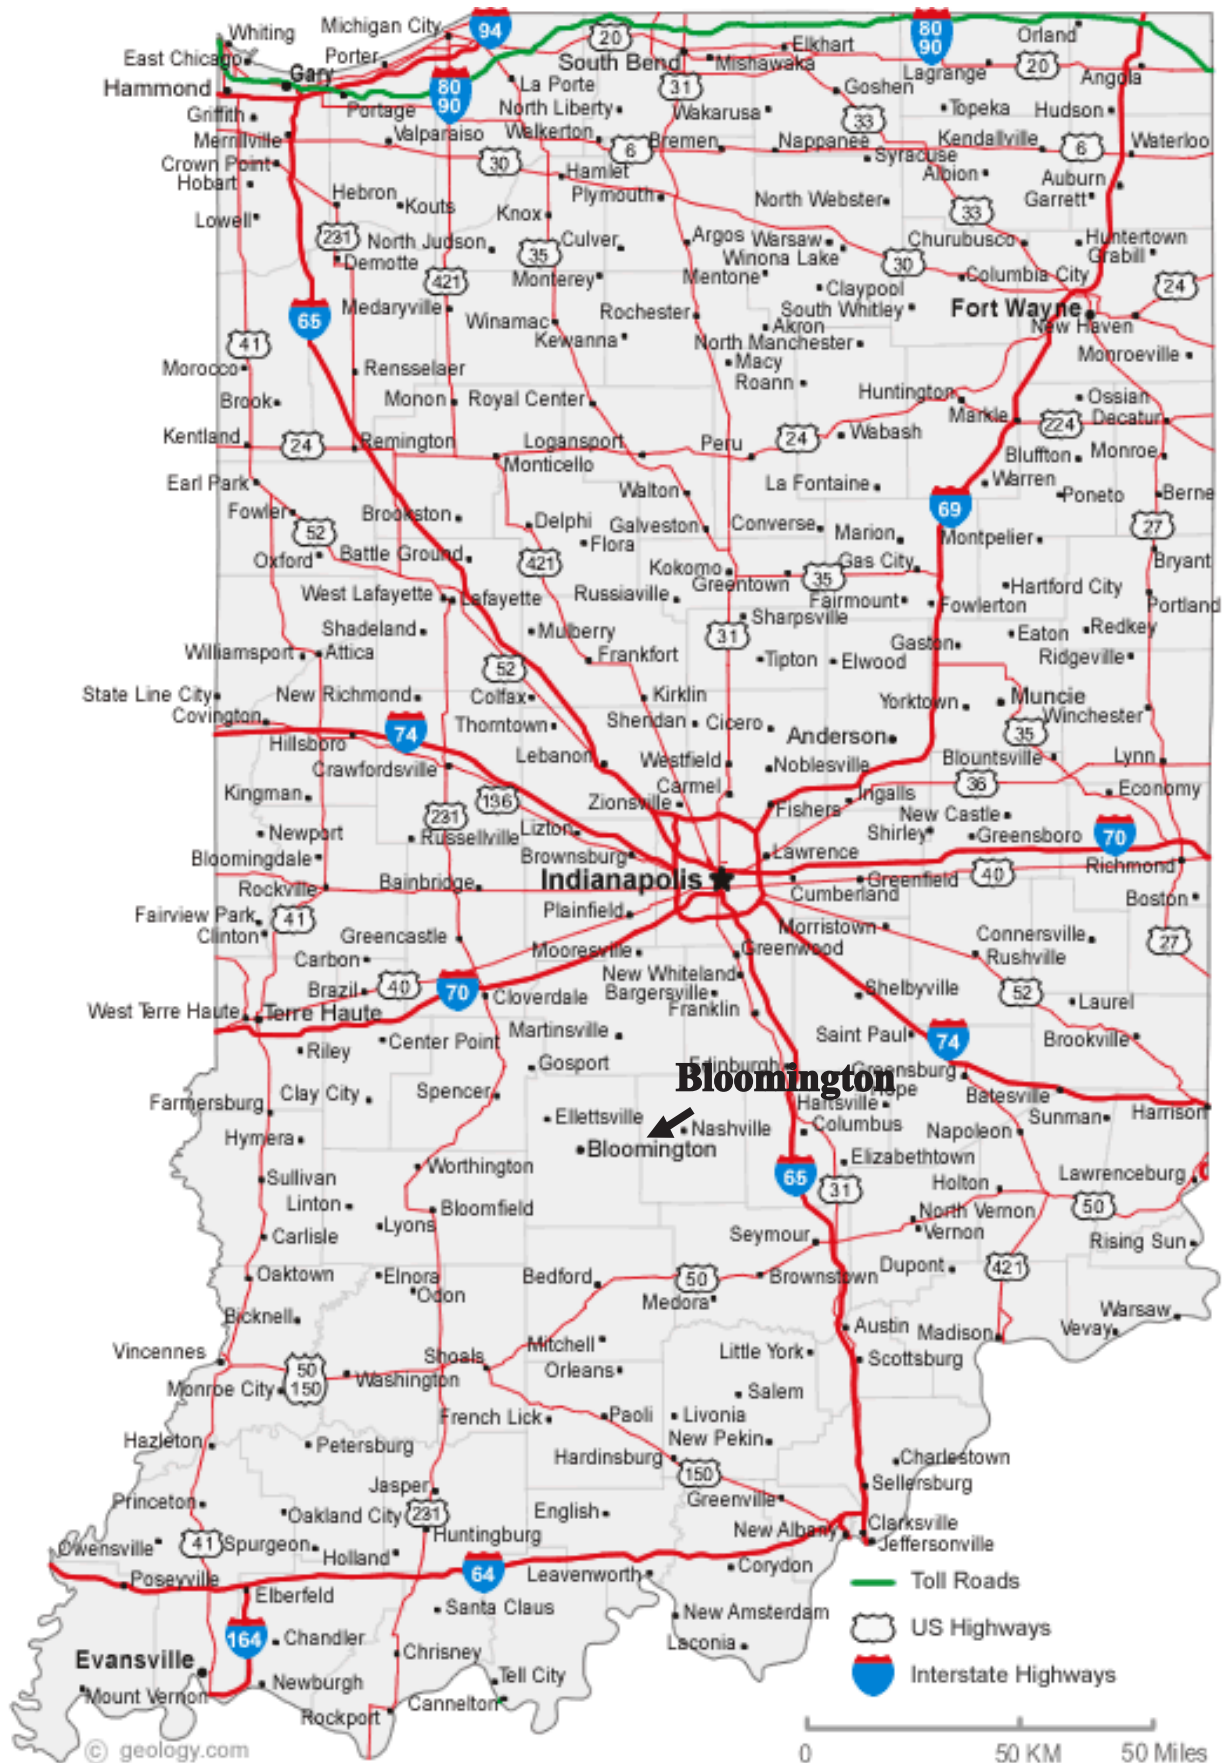 Whiting
Michigan City
94
20
80
90
Orland
East Chicago
Porter
South Bend
Elkhart
Mishawaka
Lagrange
20
Angola
Hammond
Gary
80
90
La Porte
31
Goshen
Griffith
Portage
North Liberty
Wakarusa
33
Topeka
Hudson
Merrillville
Valparaiso
Walkerton
6
Bremen
Nappanee
Kendallville
6
Waterloo
Crown Point
30
Hamlet
Syracuse
Albion
Hobart
Hebron
Kouts
Plymouth
North Webster
Auburn
Garrett
Lowell
Knox
33
231
North Judson
35
Culver
Argos
Warsaw
Churubusco
Huntertown
Demotte
Winona Lake
Grabill
421
Monterey
Mentone
30
Columbia City
24
65
Medaryville
Winamac
Rochester
Claypool
South Whitley
Fort Wayne
41
Kewanna
Akron
New Haven
Morocco
Rensselaer
North Manchester
Macy
Monroeville
Brook
Monon
Royal Center
Roann
Huntington
Ossian
Markle
224
Decatur
Kentland
24
Remington
Logansport
Peru
24
Wabash
Monticello
Bluffton
Monroe
Earl Park
Walton
La Fontaine
Warren
Poneto
Berne
Fowler
Brookston
Delphi
Galveston
Converse
Marion
69
27
52
Flora
Montpelier
Oxford
Battle Ground
421
Kokomo
Greentown
35
Gas City
Bryant
West Lafayette
Lafayette
Russiaville
Fairmount
Fowlerton
Hartford City
Portland
Shadeland
Mulberry
31
Sharpsville
Gaston
Eaton
Redkey
Williamsport
Attica
52
Frankfort
Tipton
Elwood
Ridgeville
State Line City
New Richmond
Colfax
Kirklin
Yorktown
Muncie
Covington
74
Thorntown
Sheridan
Cicero
Anderson
35
Winchester
Hillsboro
Lebanon
Westfield
Noblesville
Blountsville
Lynn
Crawfordsville
Carmel
36
Economy
Kingman
136
Zionsville
Fishers
Ingalls
New Castle
231
Newport
Russellville
Lizton
Shirley
Greensboro
70
Bloomingdale
Brownsburg
Lawrence
Richmond
Rockville
Bainbridge
Indianapolis
Cumberland
Greenfield
40
Boston
Fairview Park
41
Plainfield
Morristown
Clinton
Greencastle
Mooresville
Greenwood
Connersville
27
Carbon
Rushville
Brazil
40
70
Cloverdale
New Whiteland
Bargersville
Shelbyville
52
Laurel
West Terre Haute
Terre Haute
Martinsville
Franklin
Saint Paul
74
Brookville
Riley
Center Point
Gosport
Edinburgh
Greensburg
Bloomington
Clay City
Spencer
Hope
Batesville
Farmersburg
Hartsville
Sunman
Harrison
Hymera
Ellettsville
Nashville
Columbus
Napoleon
Bloomington
Elizabethtown
Sullivan
Worthington
65
31
Holton
Lawrenceburg
Linton
Bloomfield
50
Lyons
North Vernon
Vernon
Carlisle
Seymour
Rising Sun
Oaktown
Elnora
Bedford
50
Brownstown
Dupont
421
Odon
Medora
Bicknell
Austin
Madison
Warsaw
Vevay
Vincennes
Mitchell
Little York
Scottsburg
50
150
Shoals
Orleans
Monroe City
Washington
Salem
French Lick
Paoli
Livonia
Hazleton
Petersburg
New Pekin
Hardinsburg
Charlestown
150
Jasper
Sellersburg
Princeton
Oakland City
231
English
Greenville
Huntingburg
New Albany
Clarksville
Owensville
41
Spurgeon
Holland
Jeffersonville
64
Leavenworth
Corydon
Poseyville
Elberfeld
Toll Roads
Santa Claus
New Amsterdam
164
Chandler
US Highways
Evansville
Chrisney
Laconia
Mount Vernon
Newburgh
Tell City
Interstate Highways
Rockport
Cannelton
© geology.com
0
50 KM
50 Miles